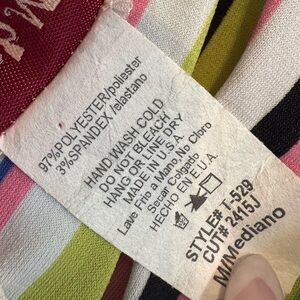 97%POLYESTER/poliester
3%SPANDEX/elastano
HAND WASH COLD
DO NOT BLEACH
HANG OR LINE DRY
MADE IN U.S.A.
Lave Frio a Mano, No Cloro
Secar Colgado
HECHO EN E.U.A.
STYLE# T-529
CUT# 2415J
M/Mediano